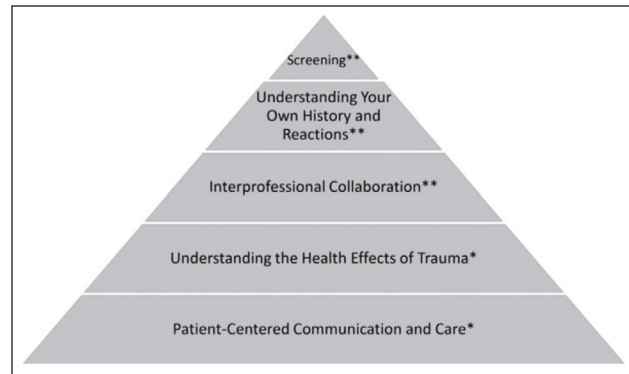 Screening**
Understanding Your
Own History and
Reactions**
Interprofessional Collaboration**
Understanding the Health Effects of Trauma*
Patient-Centered Communication and Care*